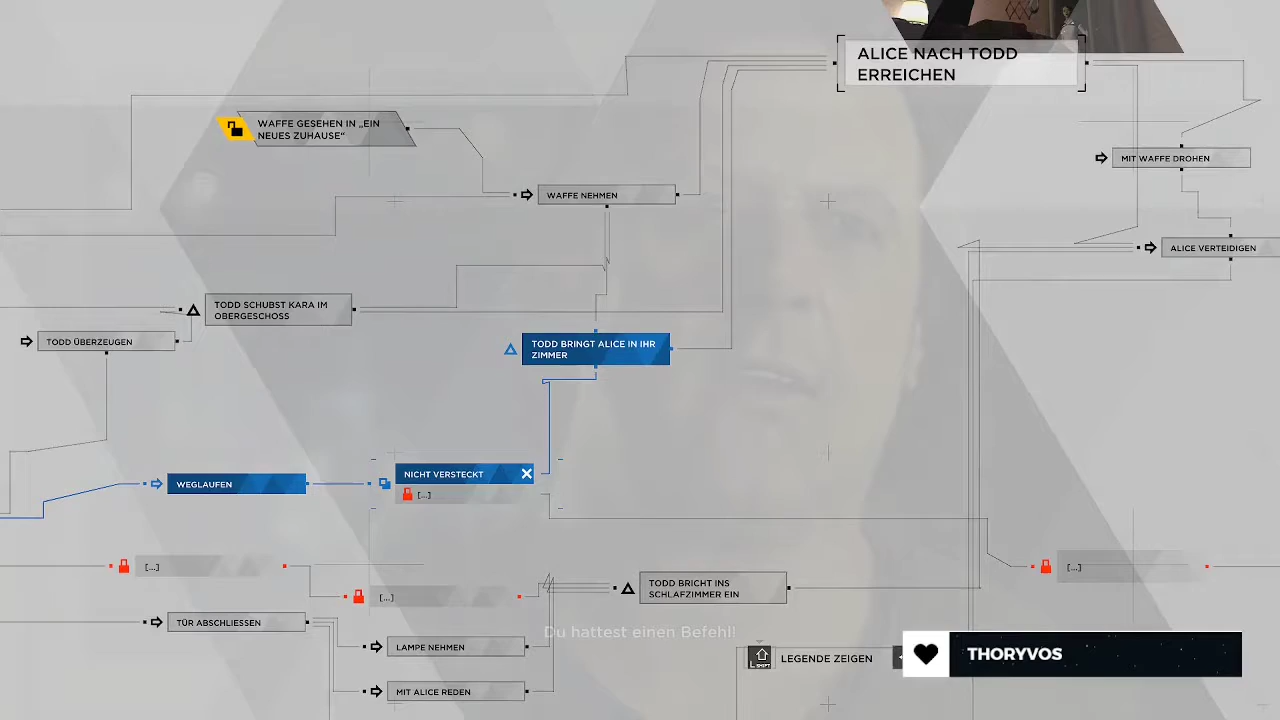 ALICE NACH TODD
ERREICHEN
WAFFE GESEHEN IN „EIN
NEUES ZUHAUSE“
MIT WAFFE DROHEN
WAFFE NEHMEN
ALICE VERTEIDIGEN
TODD SCHUBST KARA IM
OBERGESCHOSS
TODD ÜBERZEUGEN
TODD BRINGT ALICE IN IHR
ZIMMER
NICHT VERSTECKT
WEGLAUFEN
[...]
[...]
[...]
[...]
TODD BRICHT INS
SCHLAFZIMMER EIN
TÜR ABSCHLIESSEN
Du hattest einen Befehl!
LAMPE NEHMEN
L SHIFT
LEGENDE ZEIGEN
THORYVOS
MIT ALICE REDEN